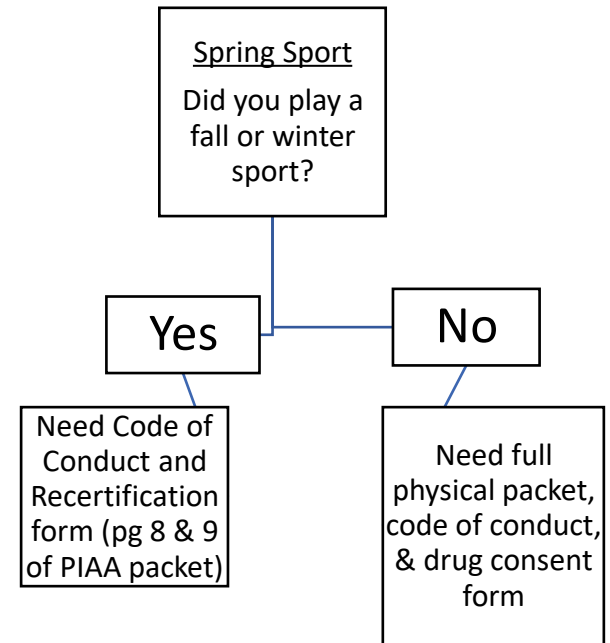 Spring Sport
Did you play a
fall or winter
sport?
Yes
No
Need Code of
Conduct and
Recertification
form (pg 8 & 9
of PIAA packet)
Need full
physical packet,
code of conduct,
& drug consent
form